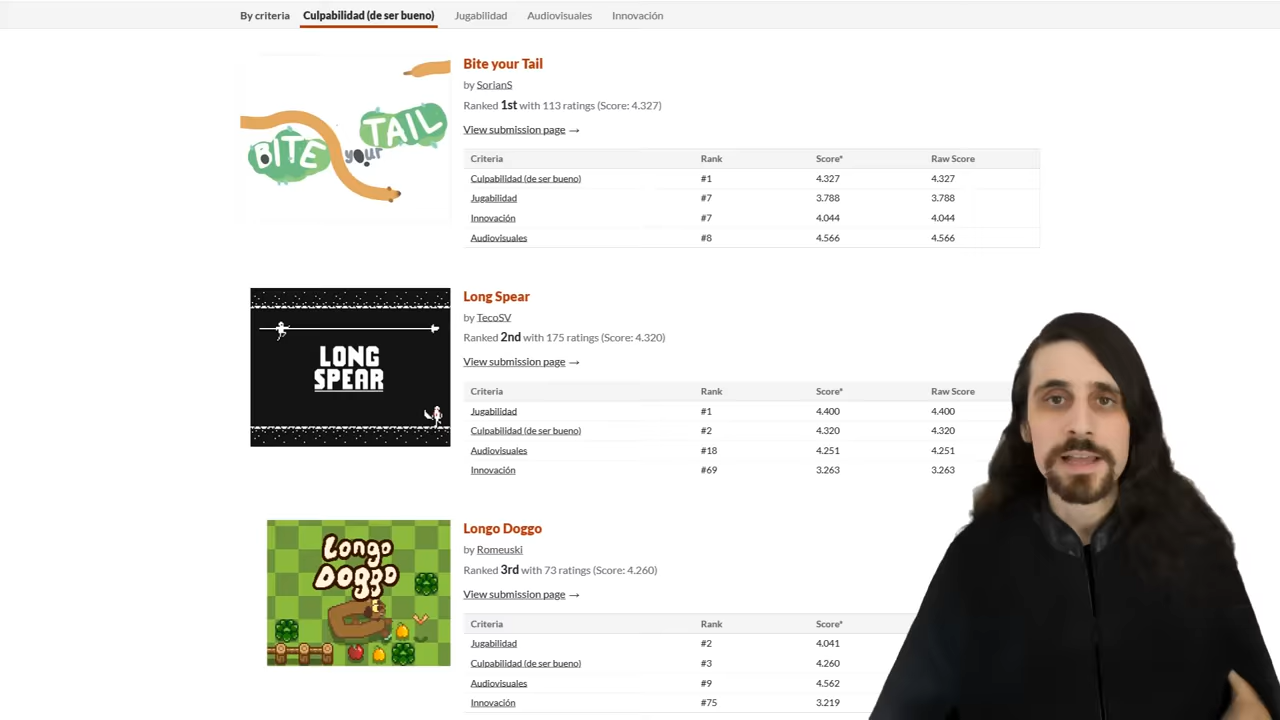 By criteria Culpabilidad (de ser bueno) Jugabilidad Audiovisuales Innovación
BITE your TAIL
Bite your Tail
by SorianS
Ranked 1st with 113 ratings (Score: 4.327)
View submission page →
Criteria Rank Score* Raw Score
Culpabilidad (de ser bueno) #1 4.327 4.327
Jugabilidad #7 3.788 3.788
Innovación #7 4.044 4.044
Audiovisuales #8 4.566 4.566
LONG
SPEAR
Long Spear
by TecoSV
Ranked 2nd with 175 ratings (Score: 4.320)
View submission page →
Criteria Rank Score* Raw Score
Jugabilidad #1 4.400 4.400
Culpabilidad (de ser bueno) #2 4.320 4.320
Audiovisuales #18 4.251 4.251
Innovación #69 3.263 3.263
Longo
Doggo
Longo Doggo
by Romeuski
Ranked 3rd with 73 ratings (Score: 4.260)
View submission page →
Criteria Rank Score*
Jugabilidad #2 4.041
Culpabilidad (de ser bueno) #3 4.260
Audiovisuales #9 4.562
Innovación #75 3.219